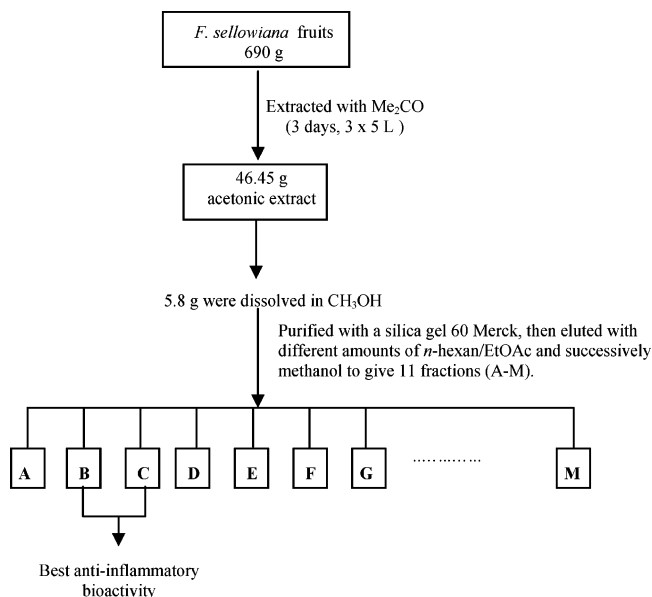 F. sellowiana fruits
690 g
Extracted with Me₂CO
(3 days, 3 x 5 L )
46.45 g
acetonic extract
5.8 g were dissolved in CH₃OH
Purified with a silica gel 60 Merck, then eluted with
different amounts of n-hexan/EtOAc and successively
methanol to give 11 fractions (A-M).
A B C D E F G ............ M
Best anti-inflammatory
bioactivity